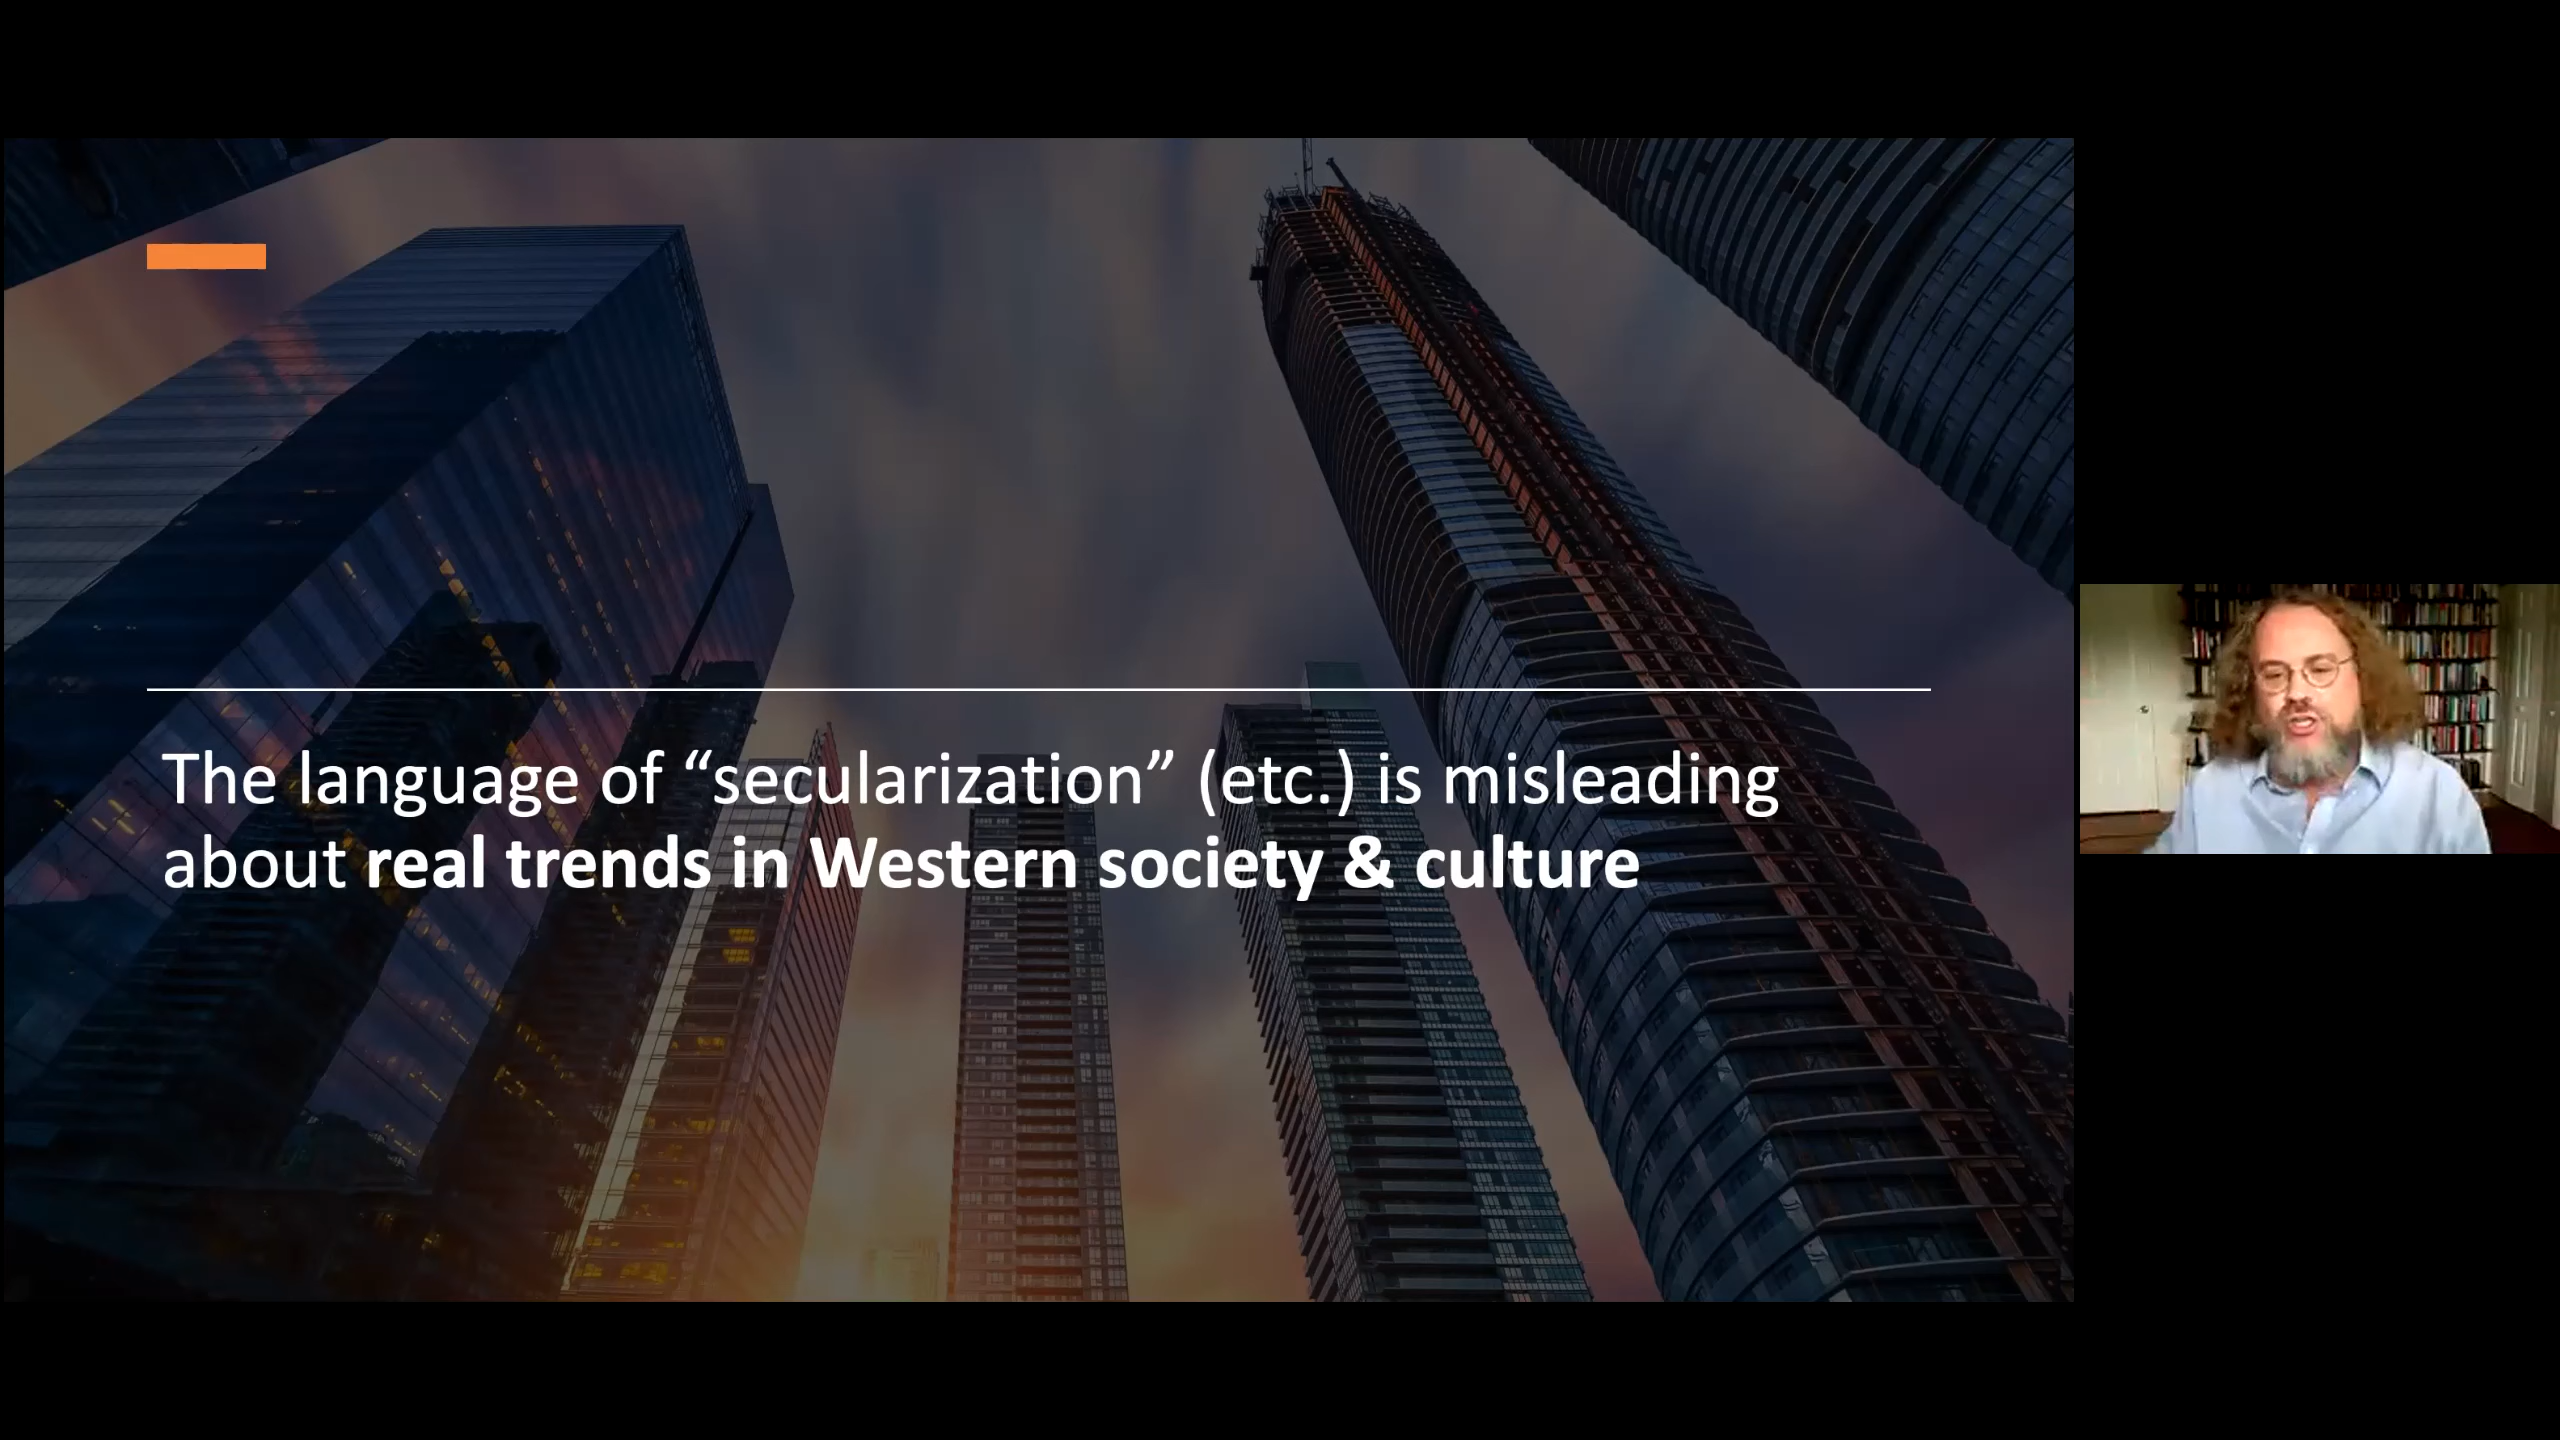 The language of “secularization” (etc.) is misleading
about real trends in Western society & culture